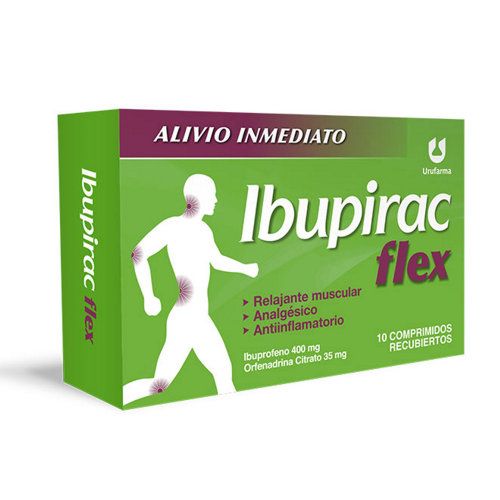 ALIVIO INMEDIATO
Urufarma
Ibupirac
flex
Relajante muscular
Analgésico
Antiinflamatorio
Ibuprofeno 400 mg
Orfenadrina Citrato 35 mg
10 COMPRIMIDOS
RECUBIERTOS
Ibupirac flex